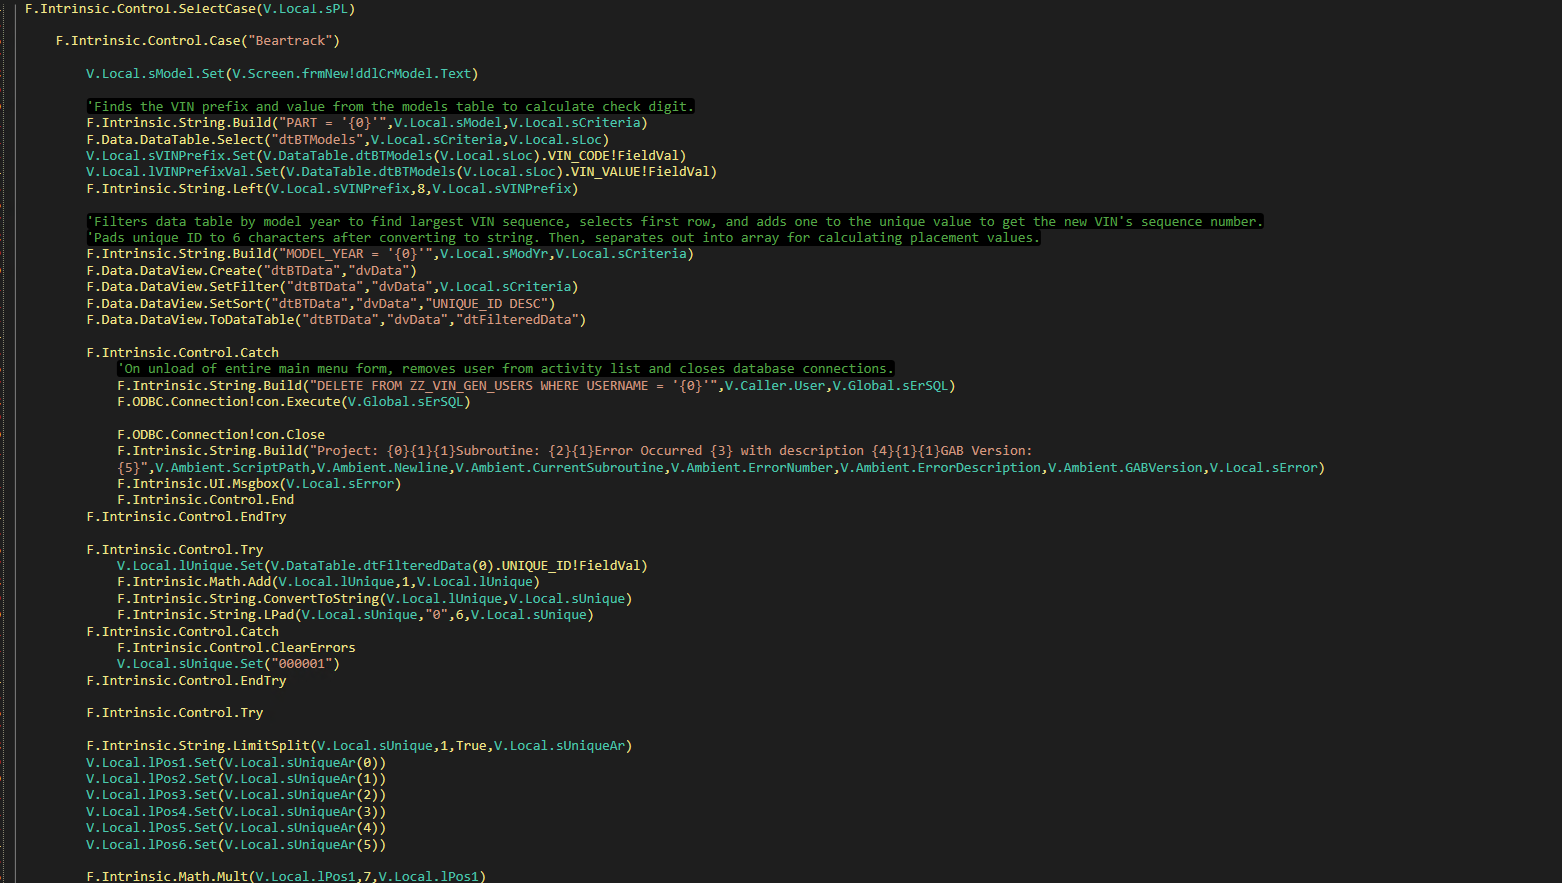 F.Intrinsic.Control.SelectCase(V.Local.sPL)
F.Intrinsic.Control.Case("Beartrack")
V.Local.sModel.Set(V.Screen.frmNew!ddlCrModel.Text)
'Finds the VIN prefix and value from the models table to calculate check digit.
F.Intrinsic.String.Build("PART = '{0}'",V.Local.sModel,V.Local.sCriteria)
F.Data.DataTable.Select("dtBTModels",V.Local.sCriteria,V.Local.sLoc)
V.Local.sVINPrefix.Set(V.DataTable.dtBTModels(V.Local.sLoc).VIN_CODE!FieldVal)
V.Local.lVINPrefixVal.Set(V.DataTable.dtBTModels(V.Local.sLoc).VIN_VALUE!FieldVal)
F.Intrinsic.String.Left(V.Local.sVINPrefix,8,V.Local.sVINPrefix)
'Filters data table by model year to find largest VIN sequence, selects first row, and adds one to the unique value to get the new VIN's sequence number.
'Pads unique ID to 6 characters after converting to string. Then, separates out into array for calculating placement values.
F.Intrinsic.String.Build("MODEL_YEAR = '{0}'",V.Local.sModYr,V.Local.sCriteria)
F.Data.DataView.Create("dtBTData","dvData")
F.Data.DataView.SetFilter("dtBTData","dvData",V.Local.sCriteria)
F.Data.DataView.SetSort("dtBTData","dvData","UNIQUE_ID DESC")
F.Data.DataView.ToDataTable("dtBTData","dvData","dtFilteredData")
F.Intrinsic.Control.Catch
'On unload of entire main menu form, removes user from activity list and closes database connections.
F.Intrinsic.String.Build("DELETE FROM ZZ_VIN_GEN_USERS WHERE USERNAME = '{0}'",V.Caller.User,V.Global.sErSQL)
F.ODBC.Connection!con.Execute(V.Global.sErSQL)
F.ODBC.Connection!con.Close
F.Intrinsic.String.Build("Project: {0}{1}{1}Subroutine: {2}{1}Error Occurred {3} with description {4}{1}{1}GAB Version:
{5}",V.Ambient.ScriptPath,V.Ambient.Newline,V.Ambient.CurrentSubroutine,V.Ambient.ErrorNumber,V.Ambient.ErrorDescription,V.Ambient.GABVersion,V.Local.sError)
F.Intrinsic.UI.Msgbox(V.Local.sError)
F.Intrinsic.Control.End
F.Intrinsic.Control.EndTry
F.Intrinsic.Control.Try
V.Local.lUnique.Set(V.DataTable.dtFilteredData(0).UNIQUE_ID!FieldVal)
F.Intrinsic.Math.Add(V.Local.lUnique,1,V.Local.lUnique)
F.Intrinsic.String.ConvertToString(V.Local.lUnique,V.Local.sUnique)
F.Intrinsic.String.LPad(V.Local.sUnique,"0",6,V.Local.sUnique)
F.Intrinsic.Control.Catch
F.Intrinsic.Control.ClearErrors
V.Local.sUnique.Set("000001")
F.Intrinsic.Control.EndTry
F.Intrinsic.Control.Try
F.Intrinsic.String.LimitSplit(V.Local.sUnique,1,True,V.Local.sUniqueAr)
V.Local.lPos1.Set(V.Local.sUniqueAr(0))
V.Local.lPos2.Set(V.Local.sUniqueAr(1))
V.Local.lPos3.Set(V.Local.sUniqueAr(2))
V.Local.lPos4.Set(V.Local.sUniqueAr(3))
V.Local.lPos5.Set(V.Local.sUniqueAr(4))
V.Local.lPos6.Set(V.Local.sUniqueAr(5))
F.Intrinsic.Math.Mult(V.Local.lPos1,7,V.Local.lPos1)